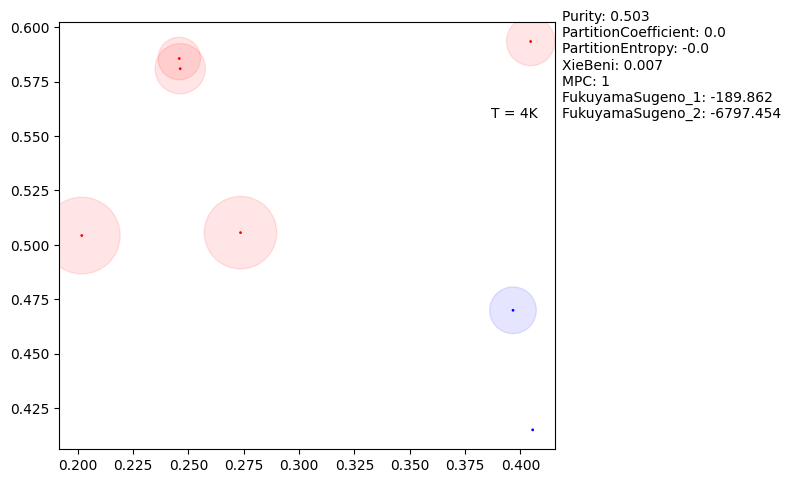 Purity: 0.503
PartitionCoefficient: 0.0
PartitionEntropy: -0.0
XieBeni: 0.007
MPC: 1
FukuyamaSugeno_1: -189.862
FukuyamaSugeno_2: -6797.454
T = 4K
0.600
0.575
0.550
0.525
0.500
0.475
0.450
0.425
0.200 0.225 0.250 0.275 0.300 0.325 0.350 0.375 0.400